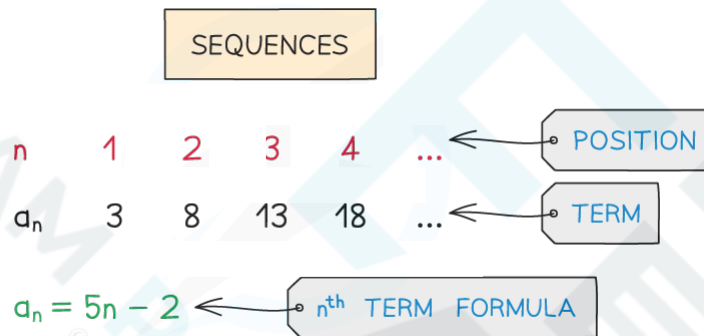 SEQUENCES
n 1 2 3 4 ... POSITION
aₙ 3 8 13 18 ... TERM
aₙ = 5n − 2 nᵗʰ TERM FORMULA